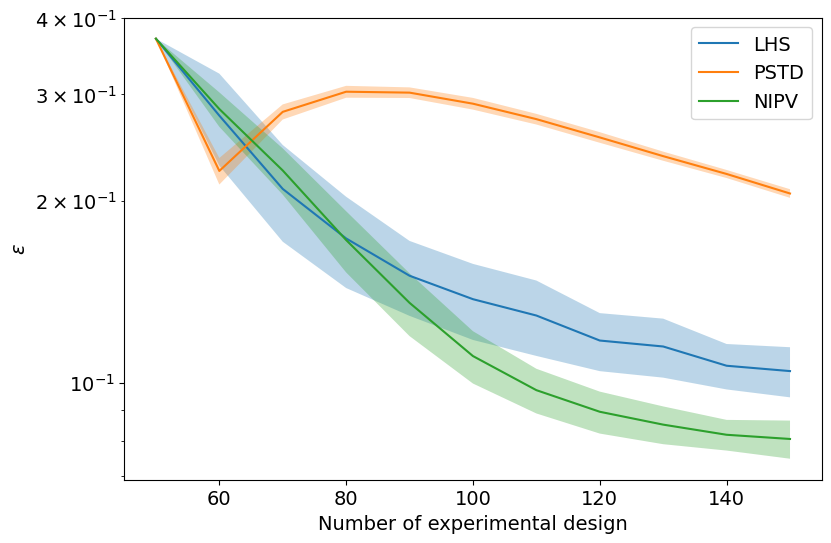 4 × 10⁻¹
3 × 10⁻¹
2 × 10⁻¹
10⁻¹
ε
60 80 100 120 140
Number of experimental design
LHS
PSTD
NIPV